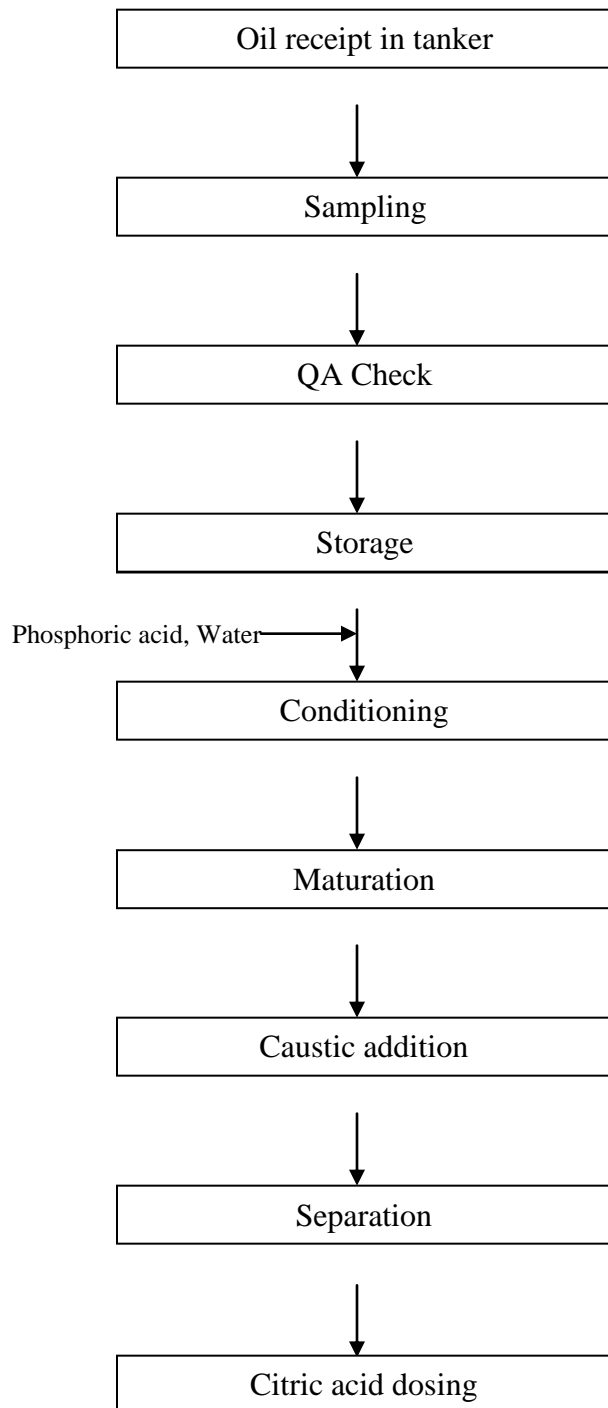 Oil receipt in tanker
Sampling
QA Check
Storage
Phosphoric acid, Water
Conditioning
Maturation
Caustic addition
Separation
Citric acid dosing